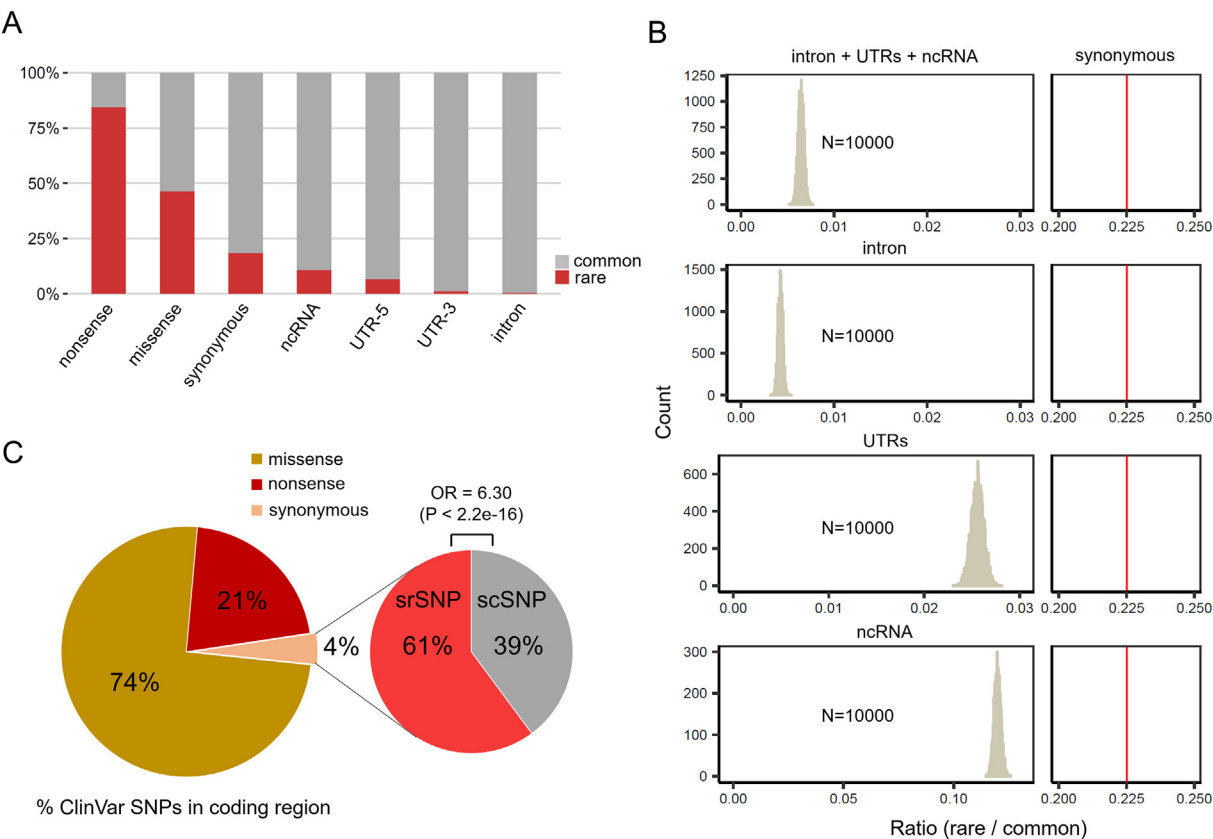 A
100%
75%
50%
25%
0%
nonsense
missense
synonymous
ncRNA
UTR-5
UTR-3
intron
common
rare
B
Count
intron + UTRs + ncRNA
synonymous
1250
1000
750
500
250
0
N=10000
0.00
0.01
0.02
0.03
0.200
0.225
0.250
intron
1500
1000
500
0
N=10000
0.00
0.01
0.02
0.03
0.200
0.225
0.250
UTRs
600
400
200
0
N=10000
0.00
0.01
0.02
0.03
0.200
0.225
0.250
ncRNA
300
200
100
0
N=10000
0.00
0.05
0.10
0.200
0.225
0.250
Ratio (rare / common)
C
missense
nonsense
synonymous
OR = 6.30
(P < 2.2e-16)
21%
74%
4%
srSNP
61%
scSNP
39%
% ClinVar SNPs in coding region